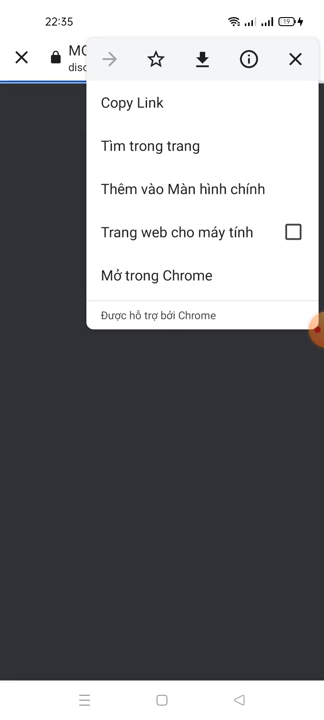 22:35
19
MC
disc
Copy Link
Tìm trong trang
Thêm vào Màn hình chính
Trang web cho máy tính
Mở trong Chrome
Được hỗ trợ bởi Chrome